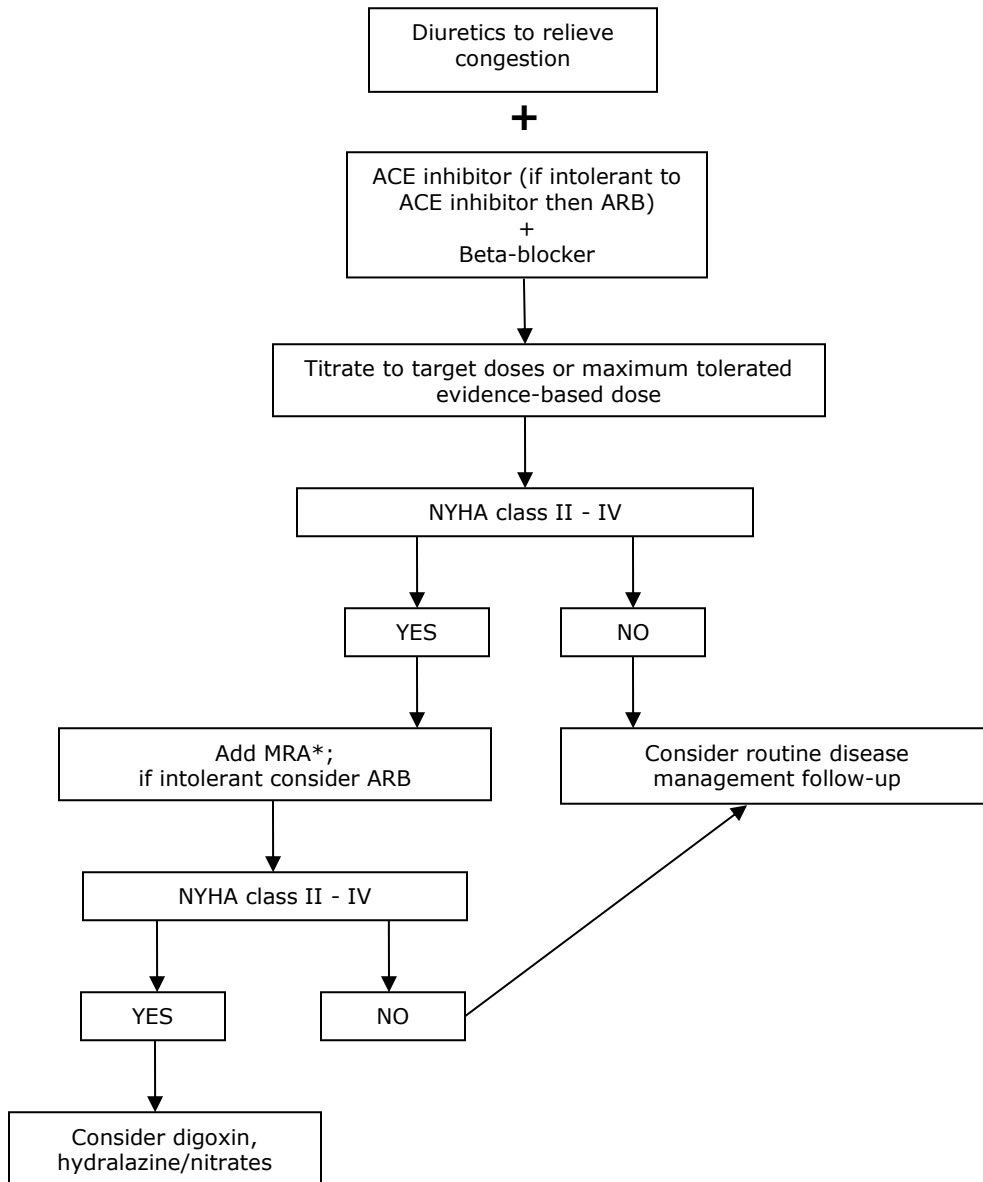 Diuretics to relieve
congestion
+
ACE inhibitor (if intolerant to
ACE inhibitor then ARB)
+
Beta-blocker
Titrate to target doses or maximum tolerated
evidence-based dose
NYHA class II - IV
YES
NO
Add MRA*;
if intolerant consider ARB
Consider routine disease
management follow-up
NYHA class II - IV
YES
NO
Consider digoxin,
hydralazine/nitrates